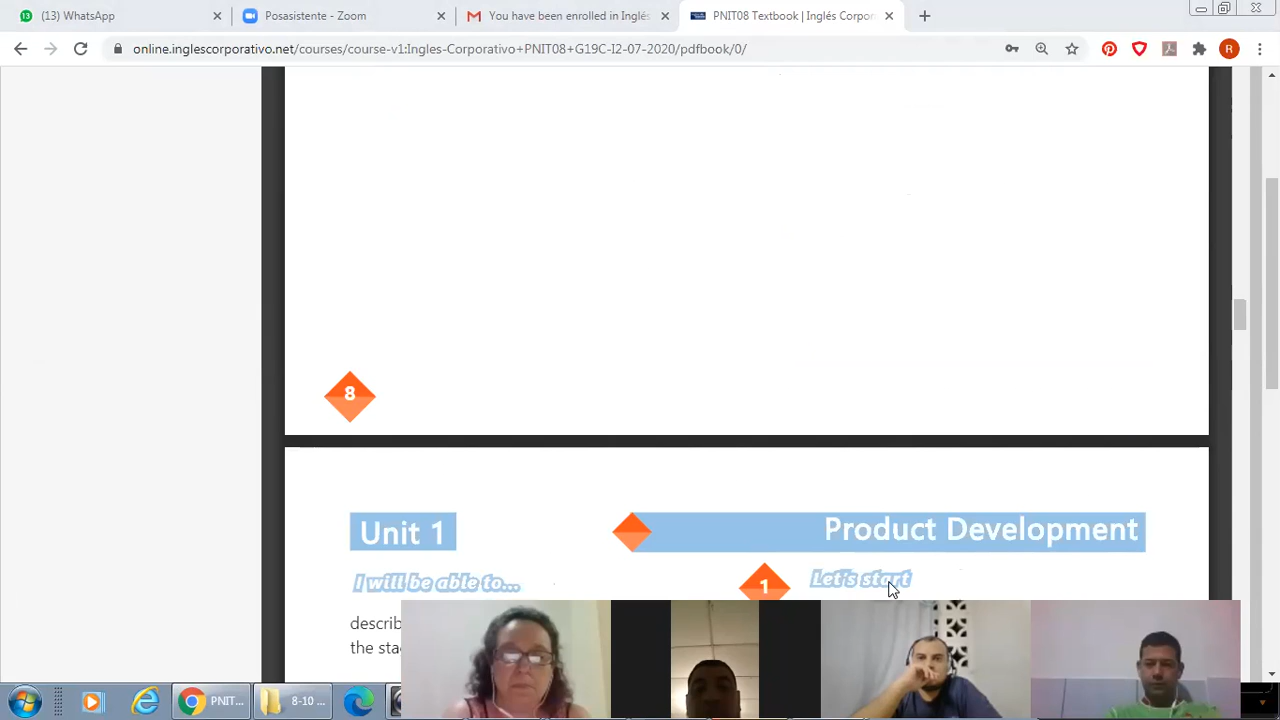 (13) WhatsApp
Posasistente - Zoom
You have been enrolled in Inglés
PNIT08 Textbook | Inglés Corpor
online.inglescorporativo.net/courses/course-v1:Ingles-Corporativo+PNIT08+G19C-I2-07-2020/pdfbook/0/
R
8
Unit 1
Product Development
I will be able to...
1
Let's start
describ
the sta
PNIT...
8-10 ...